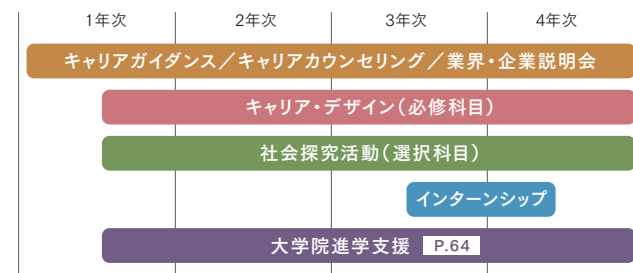 1年次 2年次 3年次 4年次
キャリアガイダンス／キャリアカウンセリング／業界・企業説明会
キャリア・デザイン（必修科目）
社会探究活動（選択科目）
インターンシップ
大学院進学支援 P.64